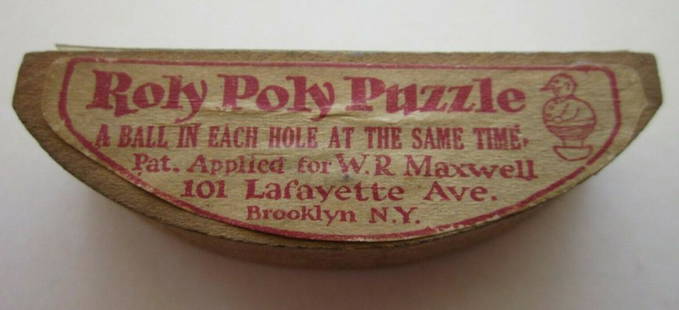 Roly Poly Puzzle
A BALL IN EACH HOLE AT THE SAME TIME.
Pat. Applied for W.R Maxwell
101 Lafayette Ave.
Brooklyn N.Y.